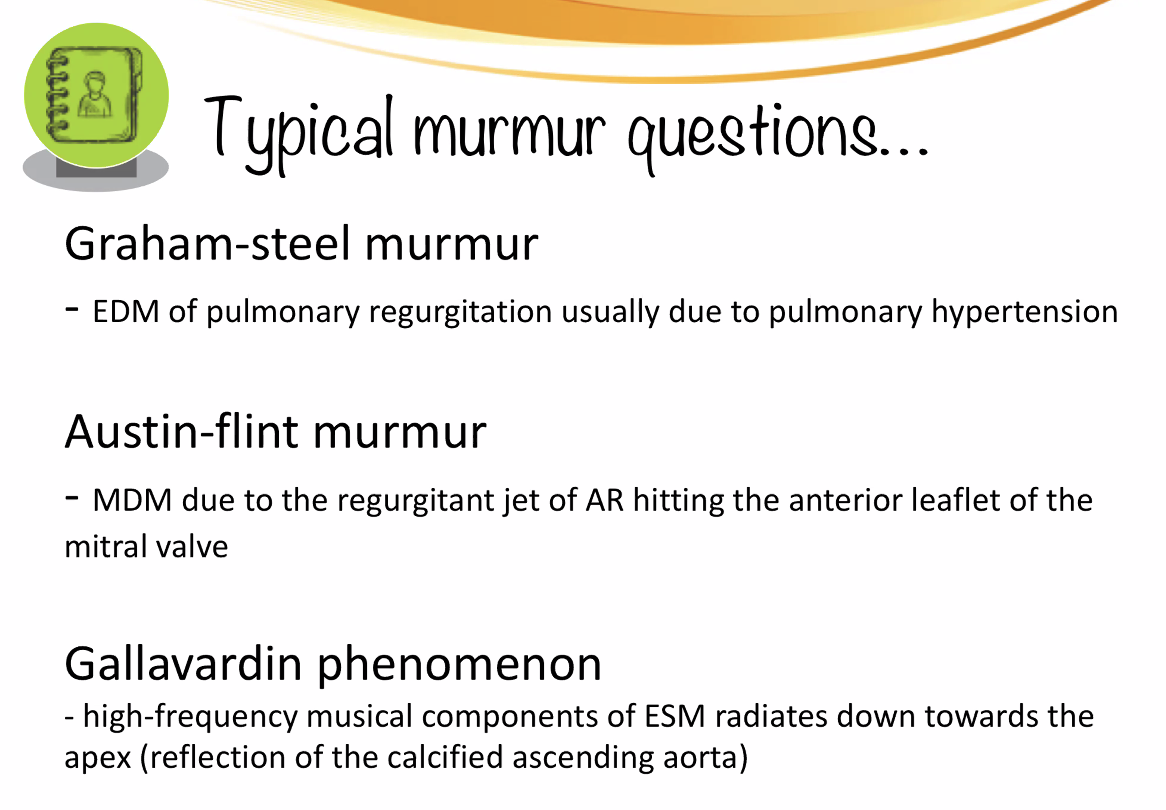 Typical murmur questions...
Graham-steel murmur
- EDM of pulmonary regurgitation usually due to pulmonary hypertension
Austin-flint murmur
- MDM due to the regurgitant jet of AR hitting the anterior leaflet of the
mitral valve
Gallavardin phenomenon
- high-frequency musical components of ESM radiates down towards the
apex (reflection of the calcified ascending aorta)